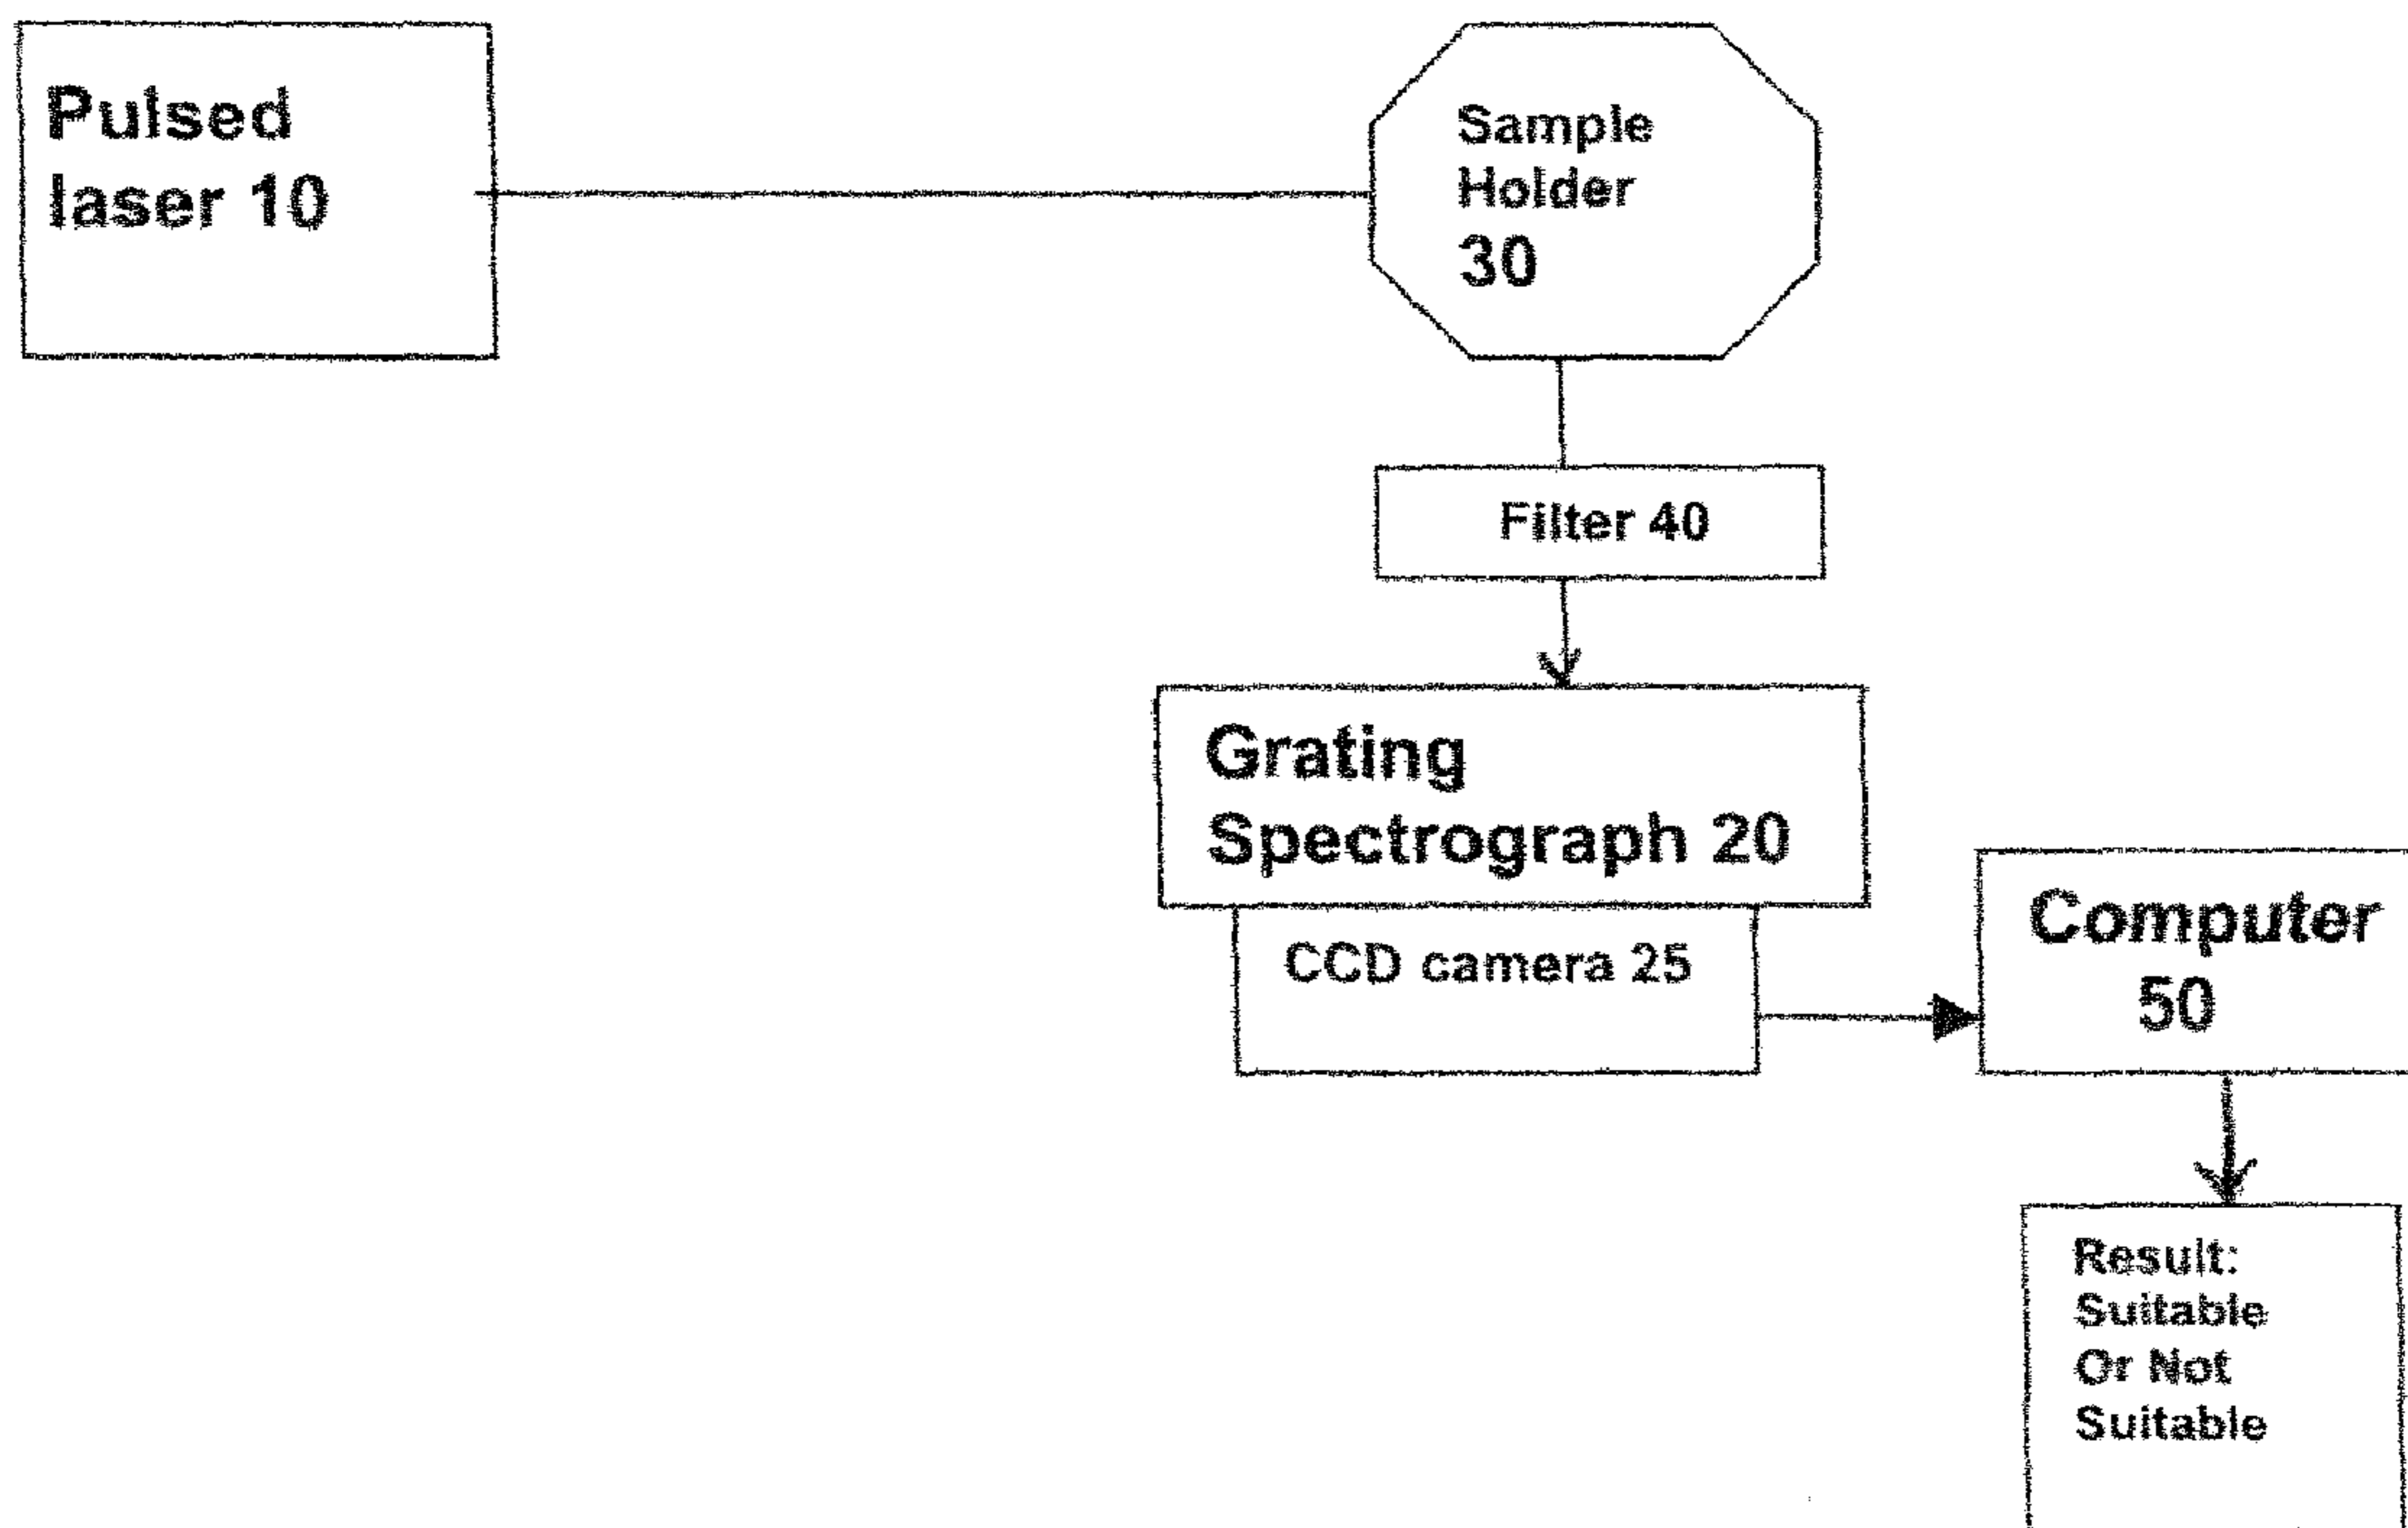 Pulsed
laser 10
Sample
Holder
30
Filter 40
Grating
Spectrograph 20
CCD camera 25
Computer
50
Result:
Suitable
Or Not
Suitable